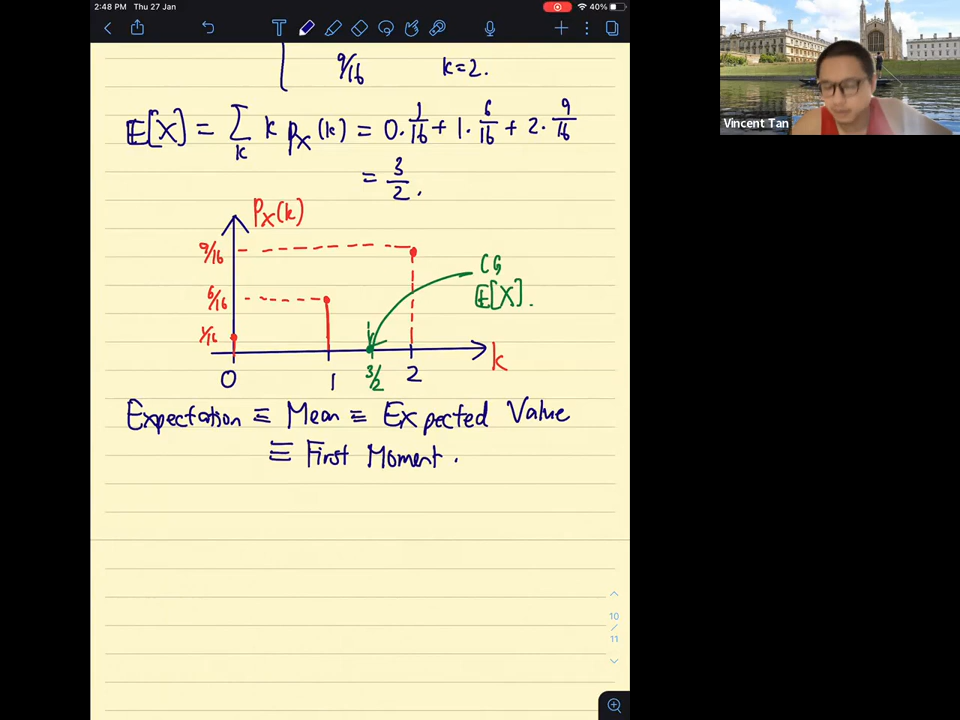 2:48 PM Thu 27 Jan
40%
9/16 k=2.
E[X] = Σ_k k p_X(k) = 0·1/16 + 1·6/16 + 2·9/16
= 3/2.
P_X(k)
9/16
6/16
1/16
CG
E[X].
0 1 3/2 2 k
Expectation ≡ Mean ≡ Expected Value
≡ First Moment.
10
/
11
Vincent Tan